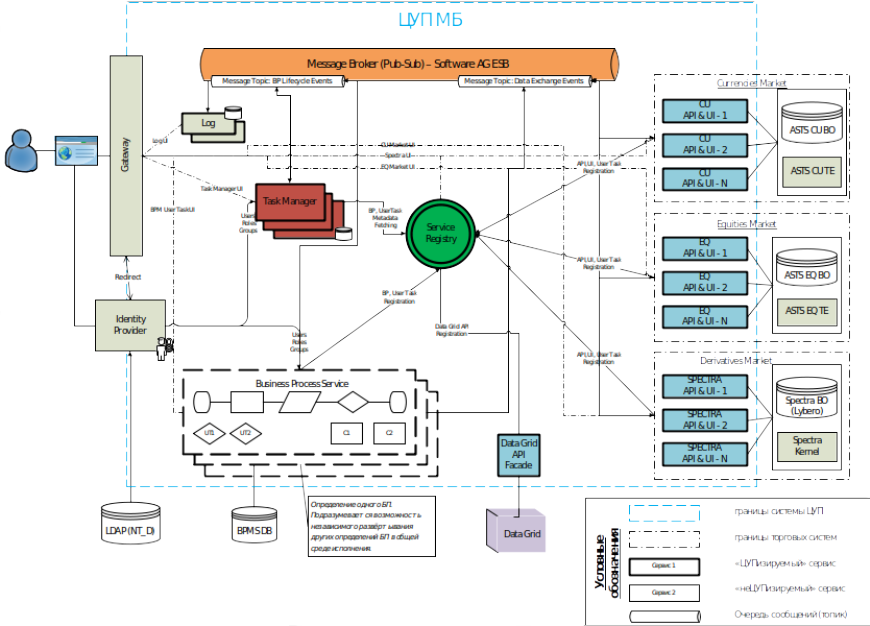 ЦУП МБ
Message Broker (Pub-Sub) – Software AG ESB
Message Topic: BP Lifecycle Events
Message Topic: Data Exchange Events
Currencies Market
Gateway
Log
Log UI
CU Market UI
Spectra UI
EQ Market UI
CU
API & UI - 1
CU
API & UI - 2
CU
API & UI - N
ASTS CU BO
ASTS CU TE
API, UI, User Task
Registration
Task Manager UI
Task Manager
BPM User Task UI
Users
Roles
Groups
BP, User Task
Metadata
Fetching
Service
Registry
Equities Market
EQ
API & UI - 1
EQ
API & UI - 2
EQ
API & UI - N
ASTS EQ BO
ASTS EQ TE
API, UI, User Task
Registration
Redirect
Identity
Provider
BP, User Task
Registration
Data Grid API
Registration
Users
Roles
Groups
API, UI, User Task
Registration
Derivatives Market
SPECTRA
API & UI - 1
SPECTRA
API & UI - 2
SPECTRA
API & UI - N
Spectra BO
(Lybero)
Spectra
Kernel
Business Process Service
UT1
UT2
C1
C2
Data Grid
API
Facade
LDAP (NT_D)
BPMS DB
Определение одного БП.
Подразумевается возможность
независимого развёртывания
других определений БП в общей
среде исполнения.
Data Grid
Условные
обозначения
границы системы ЦУП
границы торговых систем
Сервис 1
«ЦУПизируемый» сервис
Сервис 2
«неЦУПизируемый» сервис
Очередь сообщений (топик)